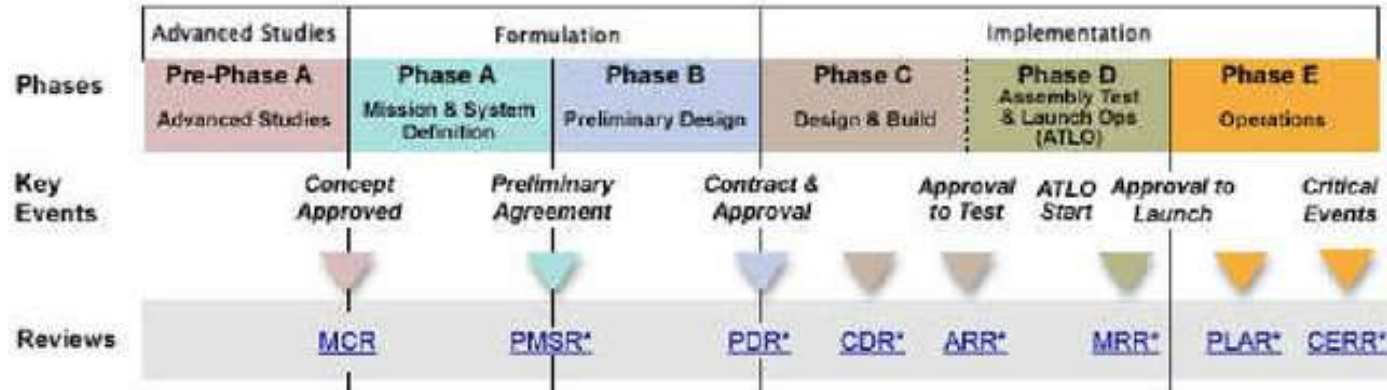 Advanced Studies Formulation Implementation
Phases
Pre-Phase A Phase A Phase B Phase C Phase D Phase E
Advanced Studies
Mission & System
Definition
Preliminary Design
Design & Build
Assembly Test
& Launch Ops
(ATLO)
Operations
Key
Events
Concept
Approved
Preliminary
Agreement
Contract &
Approval
Approval
to Test
ATLO
Start
Approval to
Launch
Critical
Events
Reviews MCR PMSR* PDR* CDR* ARR* MRR* PLAR* CERR*